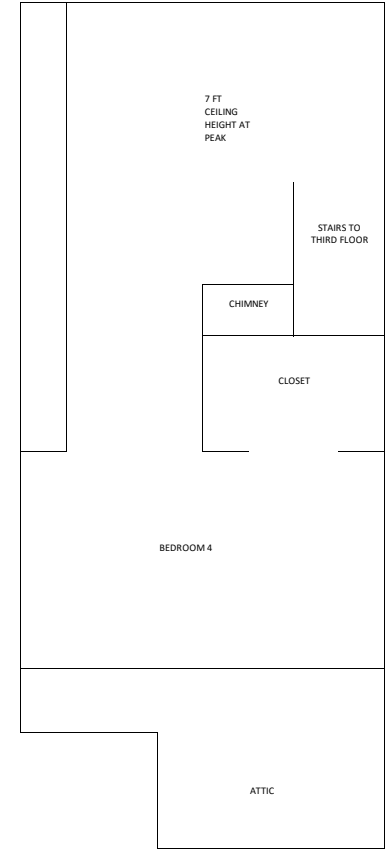 7 FT
CEILING
HEIGHT AT
PEAK
STAIRS TO
THIRD FLOOR
CHIMNEY
CLOSET
BEDROOM 4
ATTIC